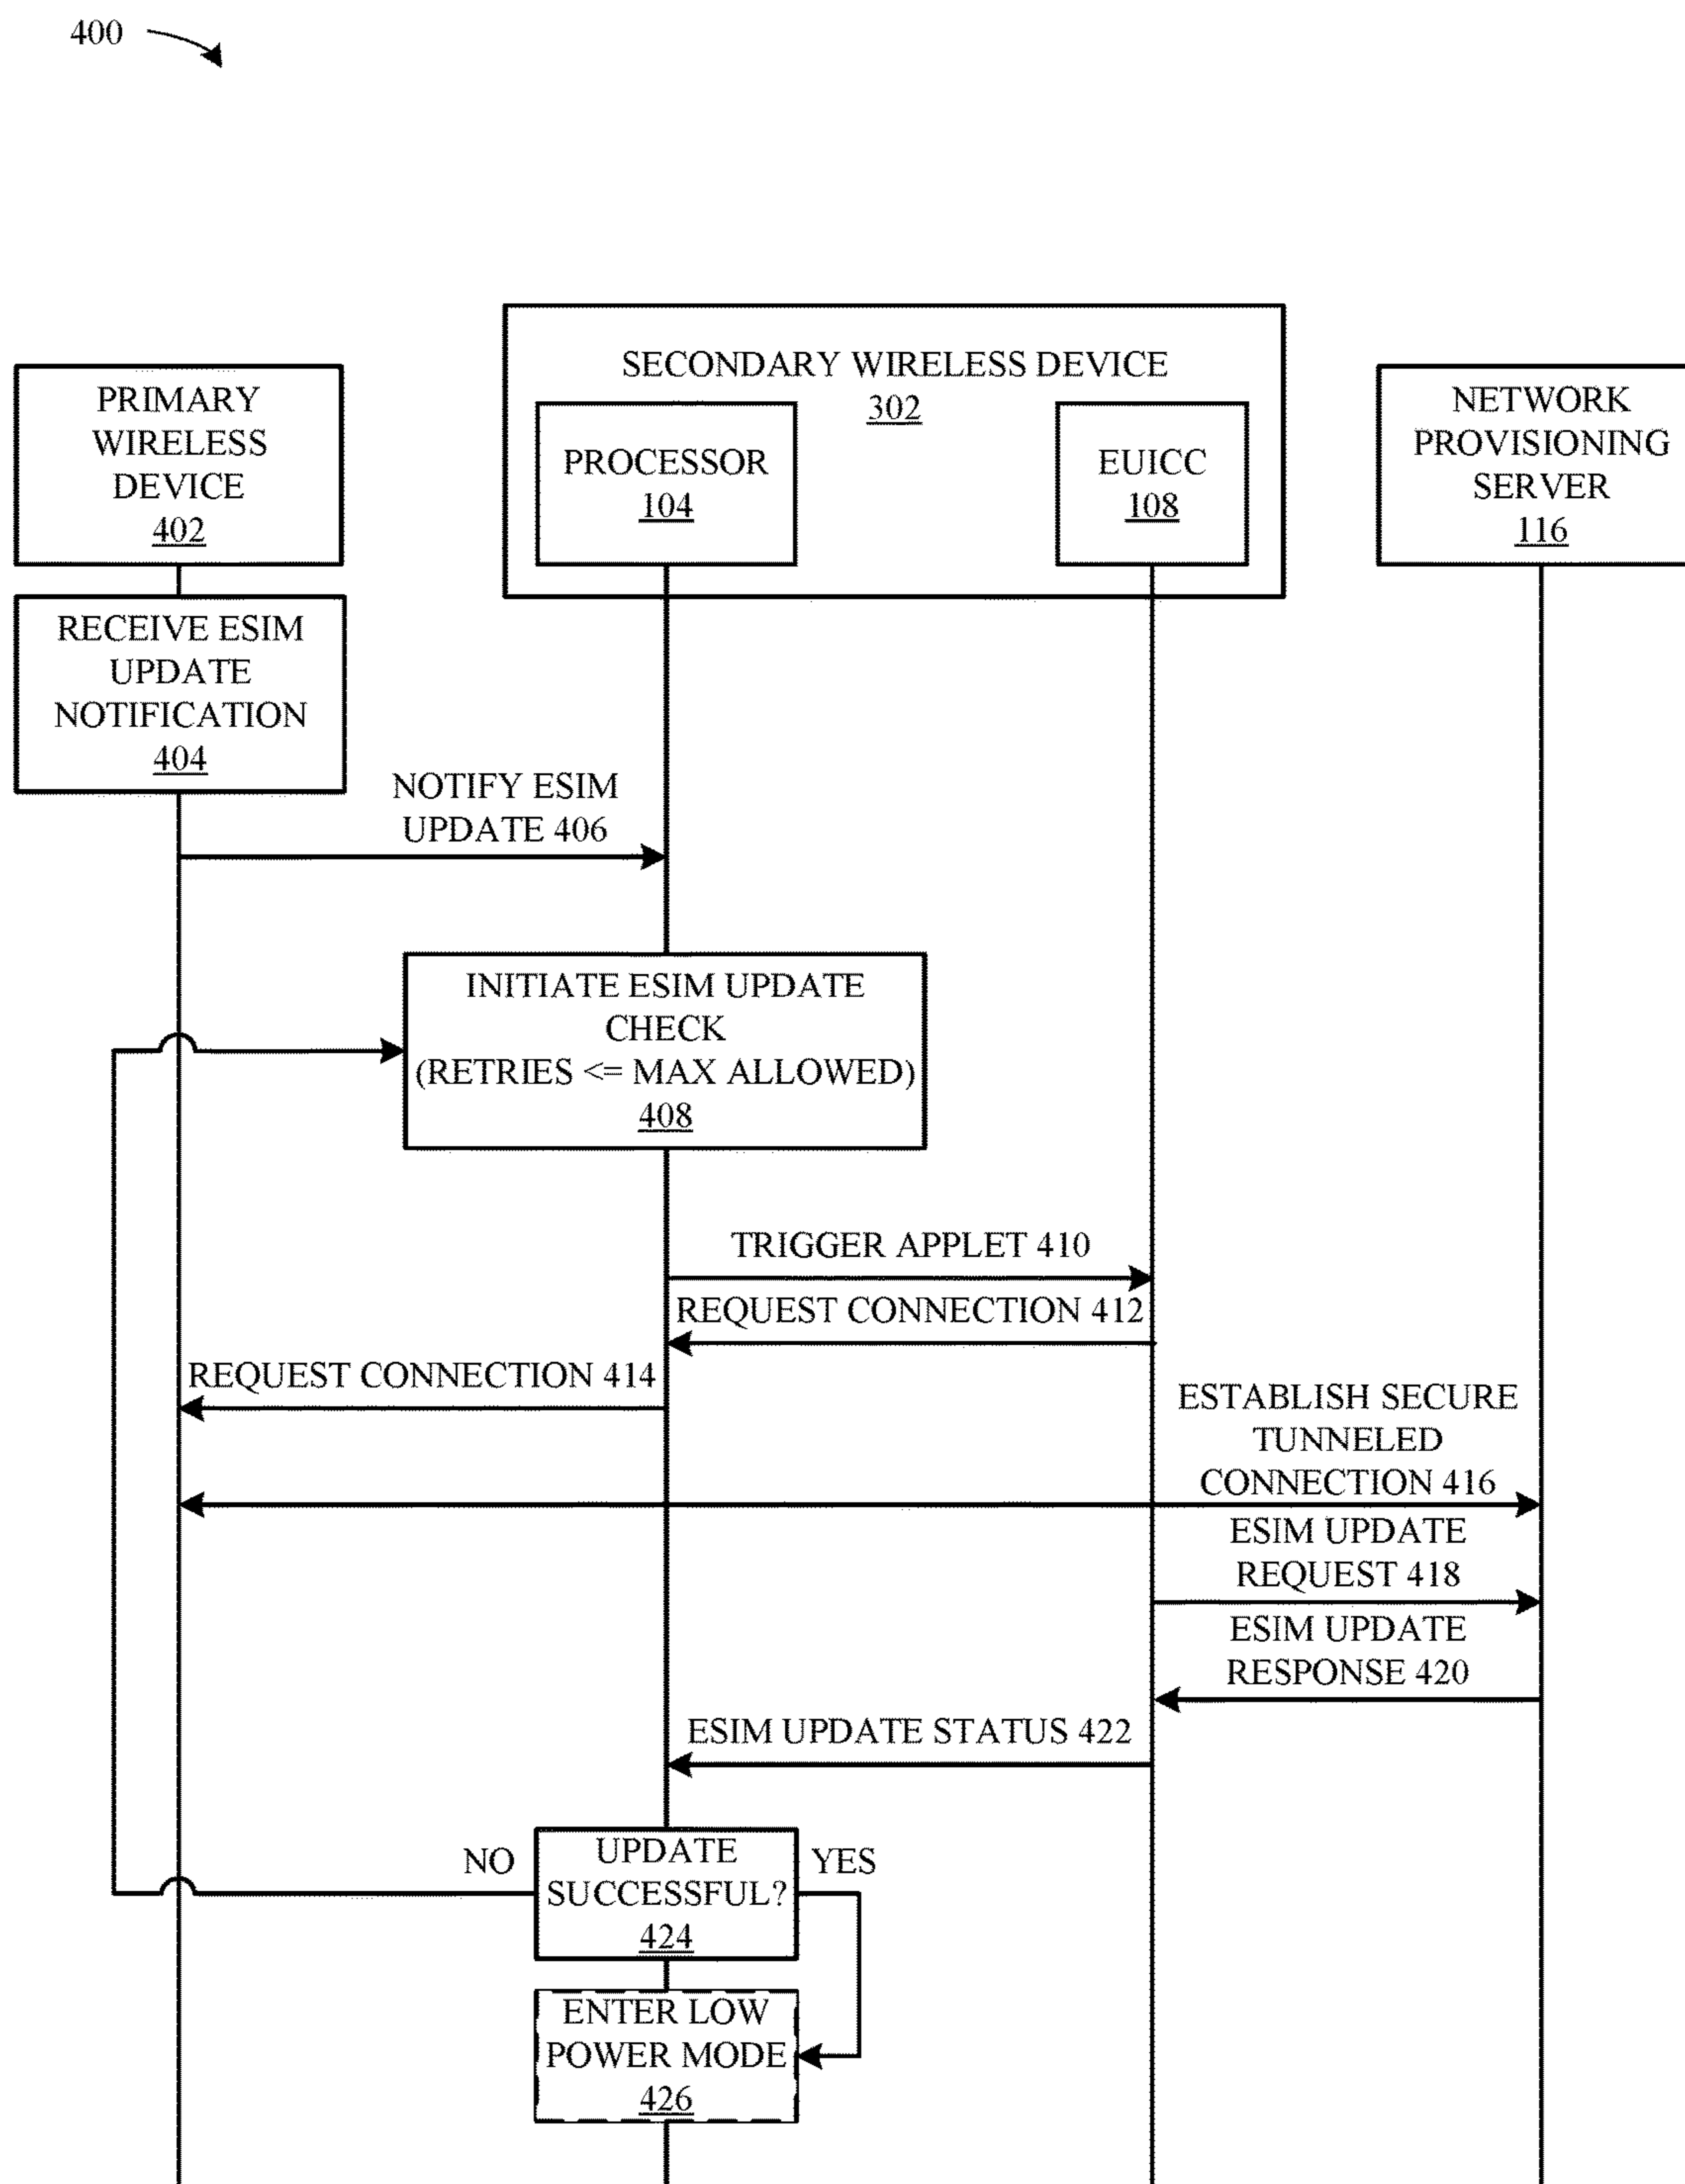 400
SECONDARY WIRELESS DEVICE
302
PRIMARY
WIRELESS
DEVICE
402
PROCESSOR
104
EUICC
108
NETWORK
PROVISIONING
SERVER
116
RECEIVE ESIM
UPDATE
NOTIFICATION
404
NOTIFY ESIM
UPDATE 406
INITIATE ESIM UPDATE
CHECK
(RETRIES <= MAX ALLOWED)
408
TRIGGER APPLET 410
REQUEST CONNECTION 412
REQUEST CONNECTION 414
ESTABLISH SECURE
TUNNELED
CONNECTION 416
ESIM UPDATE
REQUEST 418
ESIM UPDATE
RESPONSE 420
ESIM UPDATE STATUS 422
NO
UPDATE
SUCCESSFUL?
424
YES
ENTER LOW
POWER MODE
426